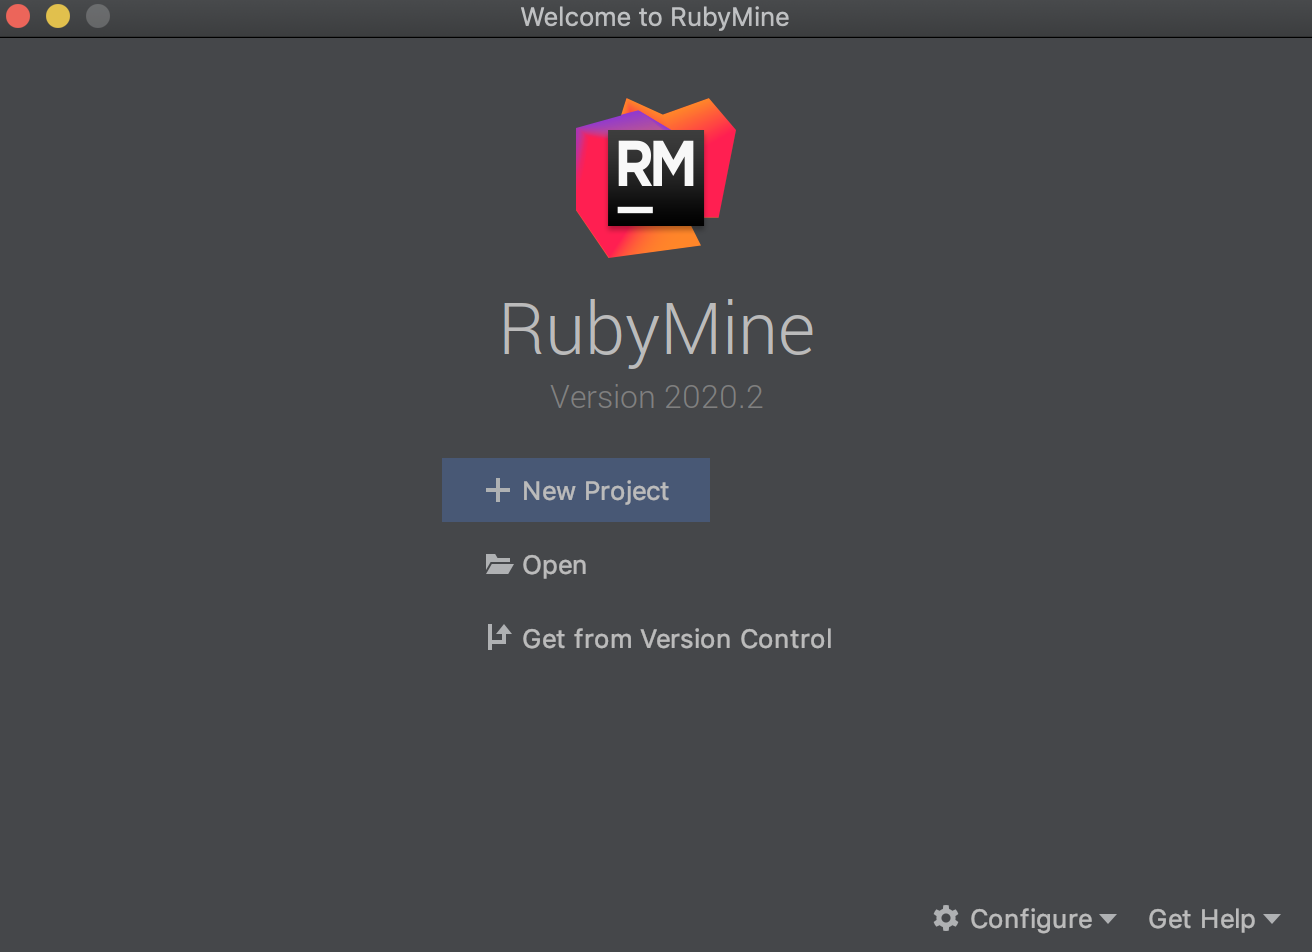 Welcome to RubyMine
RM
RubyMine
Version 2020.2
New Project
Open
Get from Version Control
Configure
Get Help